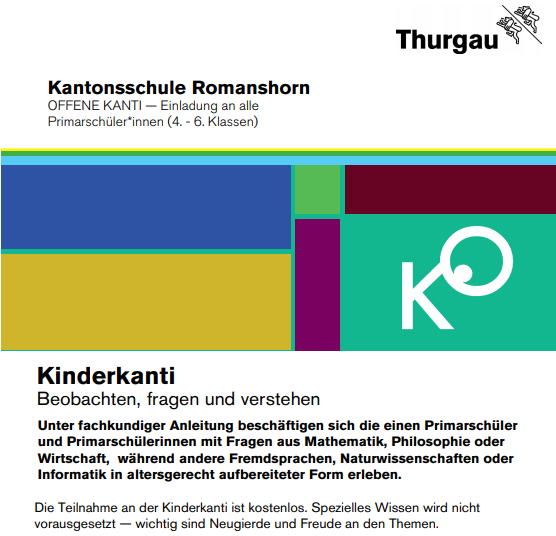 Thurgau
Kantonsschule Romanshorn
OFFENE KANTI — Einladung an alle
Primarschüler*innen (4. - 6. Klassen)
KO
Kinderkanti
Beobachten, fragen und verstehen
Unter fachkundiger Anleitung beschäftigen sich die einen Primarschüler
und Primarschülerinnen mit Fragen aus Mathematik, Philosophie oder
Wirtschaft, während andere Fremdsprachen, Naturwissenschaften oder
Informatik in altersgerecht aufbereiteter Form erleben.
Die Teilnahme an der Kinderkanti ist kostenlos. Spezielles Wissen wird nicht
vorausgesetzt — wichtig sind Neugierde und Freude an den Themen.